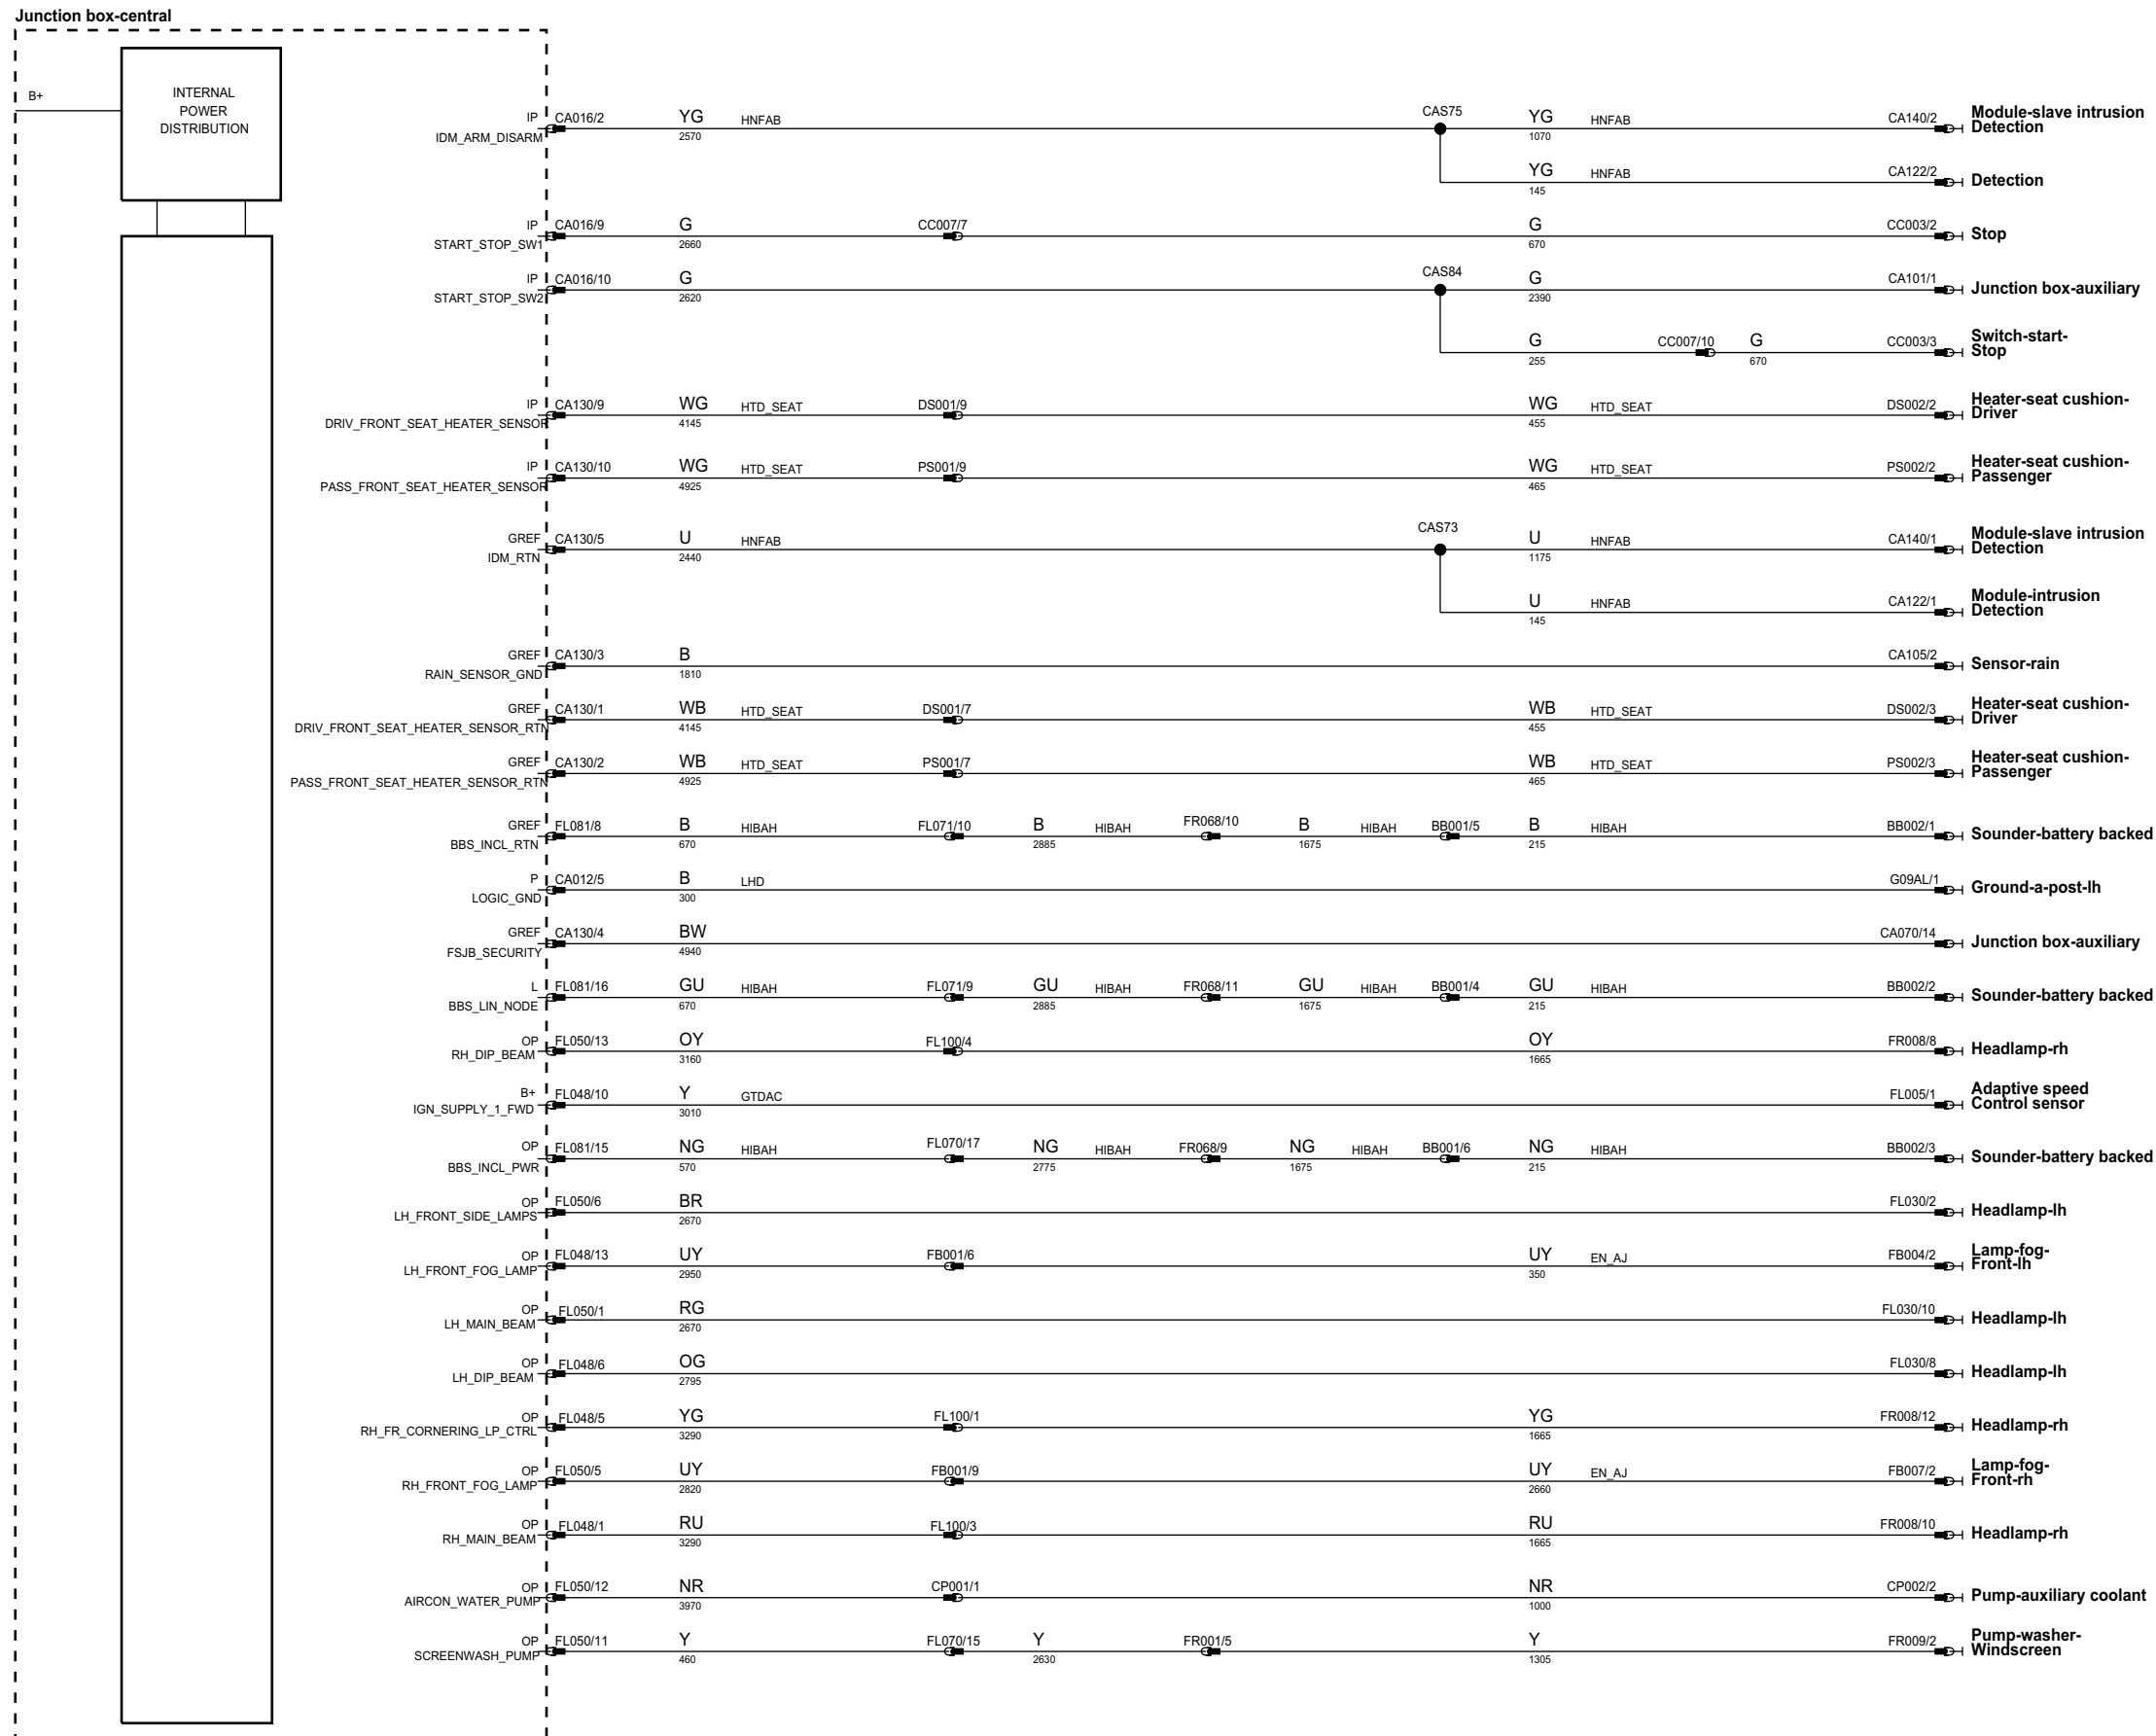 Junction box-central
B+
INTERNAL
POWER
DISTRIBUTION
IP CA016/2 YG HNFAB CAS75 YG HNFAB CA140/2 Module-slave intrusion
IDM_ARM_DISARM 2570 1070 Detection
YG HNFAB CA122/2 Detection
145
IP CA016/9 G CC007/7 G CC003/2 Stop
START_STOP_SW1 2660 670
IP CA016/10 G CAS84 G CA101/1 Junction box-auxiliary
START_STOP_SW2 2620 2390
G CC007/10 G CC003/3 Switch-start-
255 670 Stop
IP CA130/9 WG HTD_SEAT DS001/9 WG HTD_SEAT DS002/2 Heater-seat cushion-
DRIV_FRONT_SEAT_HEATER_SENSOR 4145 455 Driver
IP CA130/10 WG HTD_SEAT PS001/9 WG HTD_SEAT PS002/2 Heater-seat cushion-
PASS_FRONT_SEAT_HEATER_SENSOR 4925 465 Passenger
GREF CA130/5 U HNFAB CAS73 U HNFAB CA140/1 Module-slave intrusion
IDM_RTN 2440 1175 Detection
U HNFAB CA122/1 Module-intrusion
145 Detection
GREF CA130/3 B CA105/2 Sensor-rain
RAIN_SENSOR_GND 1810
GREF CA130/1 WB HTD_SEAT DS001/7 WB HTD_SEAT DS002/3 Heater-seat cushion-
DRIV_FRONT_SEAT_HEATER_SENSOR_RTN 4145 455 Driver
GREF CA130/2 WB HTD_SEAT PS001/7 WB HTD_SEAT PS002/3 Heater-seat cushion-
PASS_FRONT_SEAT_HEATER_SENSOR_RTN 4925 465 Passenger
GREF FL081/8 B HIBAH FL071/10 B HIBAH FR068/10 B HIBAH BB001/5 B HIBAH BB002/1 Sounder-battery backed
BBS_INCL_RTN 670 2885 1675 215
P CA012/5 B LHD G09AL/1 Ground-a-post-lh
LOGIC_GND 300
GREF CA130/4 BW CA070/14 Junction box-auxiliary
FSJB_SECURITY 4940
L FL081/16 GU HIBAH FL071/9 GU HIBAH FR068/11 GU HIBAH BB001/4 GU HIBAH BB002/2 Sounder-battery backed
BBS_LIN_NODE 670 2885 1675 215
OP FL050/13 OY FL100/4 OY FR008/8 Headlamp-rh
RH_DIP_BEAM 3160 1665
B+ FL048/10 Y GTDAC FL005/1 Adaptive speed
IGN_SUPPLY_1_FWD 3010 Control sensor
OP FL081/15 NG HIBAH FL070/17 NG HIBAH FR068/9 NG HIBAH BB001/6 NG HIBAH BB002/3 Sounder-battery backed
BBS_INCL_PWR 570 2775 1675 215
OP FL050/6 BR FL030/2 Headlamp-lh
LH_FRONT_SIDE_LAMPS 2670
OP FL048/13 UY FB001/6 UY EN_AJ FB004/2 Lamp-fog-
LH_FRONT_FOG_LAMP 2950 350 Front-lh
OP FL050/1 RG FL030/10 Headlamp-lh
LH_MAIN_BEAM 2670
OP FL048/6 OG FL030/8 Headlamp-lh
LH_DIP_BEAM 2795
OP FL048/5 YG FL100/1 YG FR008/12 Headlamp-rh
RH_FR_CORNERING_LP_CTRL 3290 1665
OP FL050/5 UY FB001/9 UY EN_AJ FB007/2 Lamp-fog-
RH_FRONT_FOG_LAMP 2820 2660 Front-rh
OP FL048/1 RU FL100/3 RU FR008/10 Headlamp-rh
RH_MAIN_BEAM 3290 1665
OP FL050/12 NR CP001/1 NR CP002/2 Pump-auxiliary coolant
AIRCON_WATER_PUMP 3970 1000
OP FL050/11 Y FL070/15 Y FR001/5 Y FR009/2 Pump-washer-
SCREENWASH_PUMP 460 2630 1305 Windscreen